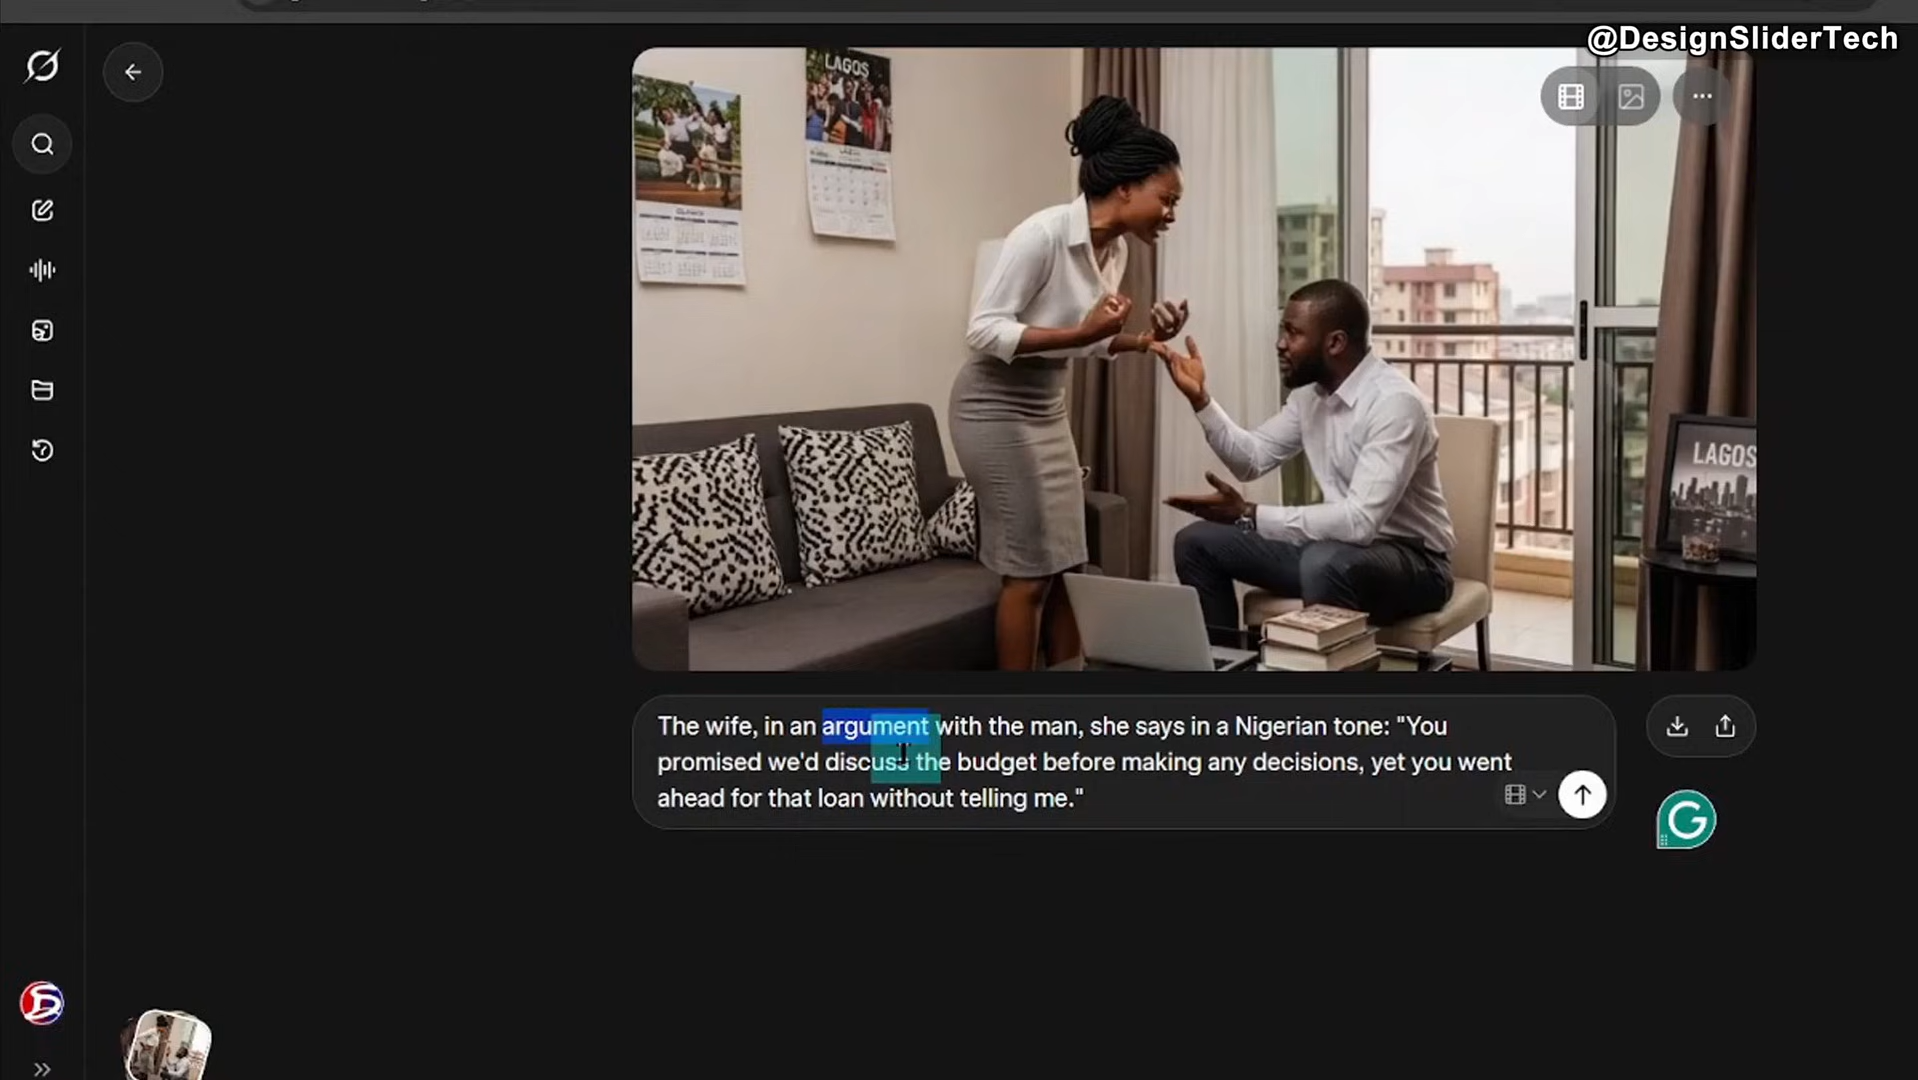 @DesignSliderTech
LAGOS
LAGOS
The wife, in an argument with the man, she says in a Nigerian tone: "You
promised we'd discuss the budget before making any decisions, yet you went
ahead for that loan without telling me."